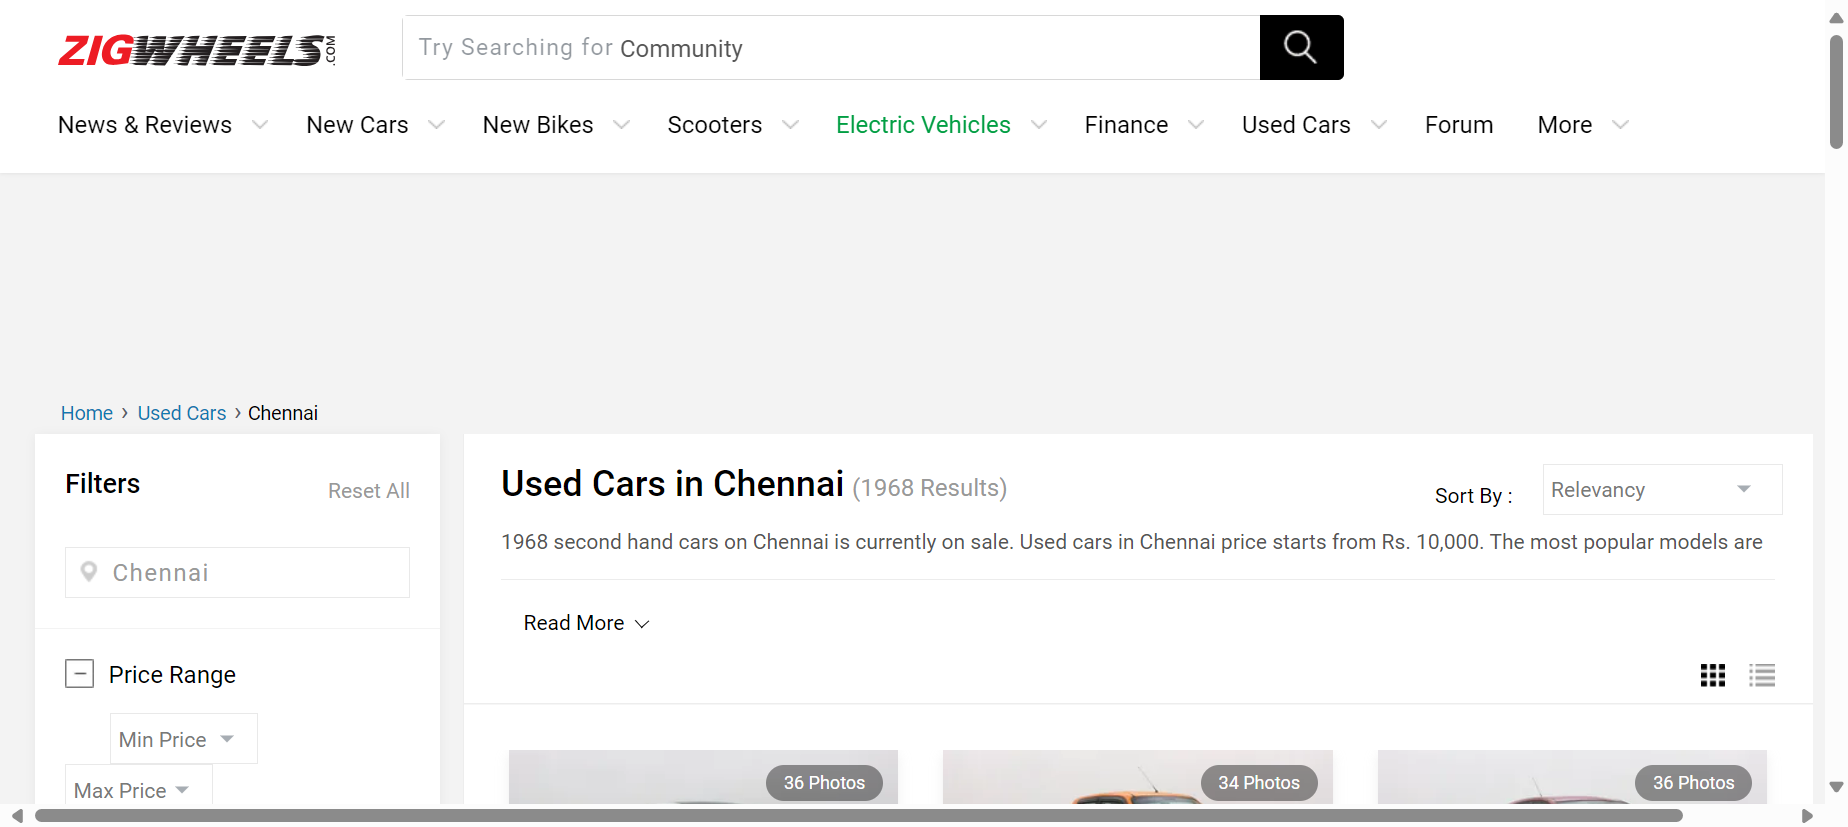 ZIGWHEELS.COM
Try Searching for Community
News & Reviews New Cars New Bikes Scooters Electric Vehicles Finance Used Cars Forum More
Home › Used Cars › Chennai
Filters
Reset All
Chennai
Price Range
Min Price
Max Price
Used Cars in Chennai (1968 Results)
Sort By :
Relevancy
1968 second hand cars on Chennai is currently on sale. Used cars in Chennai price starts from Rs. 10,000. The most popular models are
Read More
36 Photos
34 Photos
36 Photos